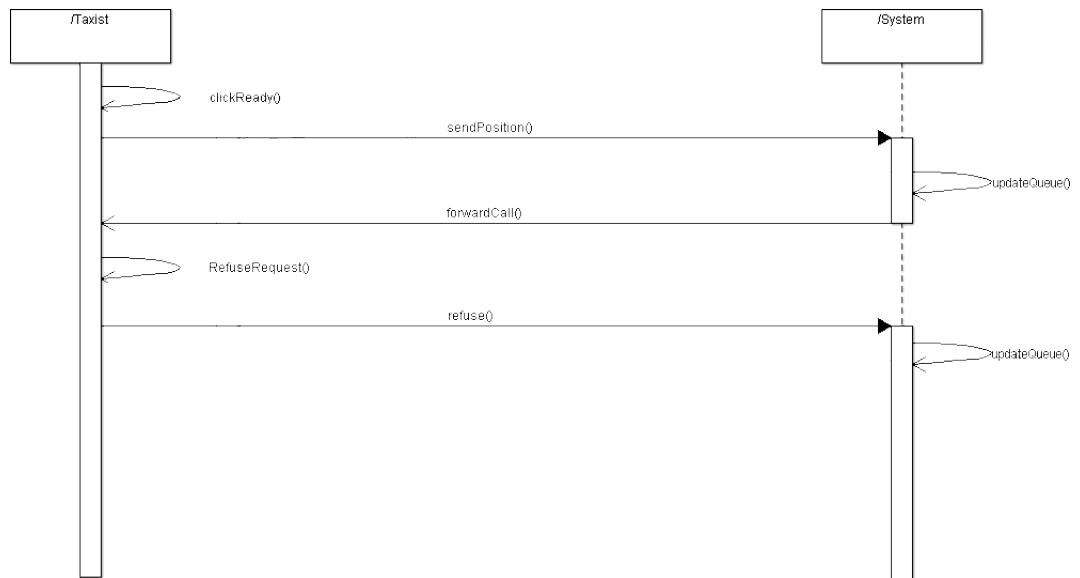 /Taxist
/System
clickReady()
sendPosition()
updateQueue()
forwardCall()
RefuseRequest()
refuse()
updateQueue()